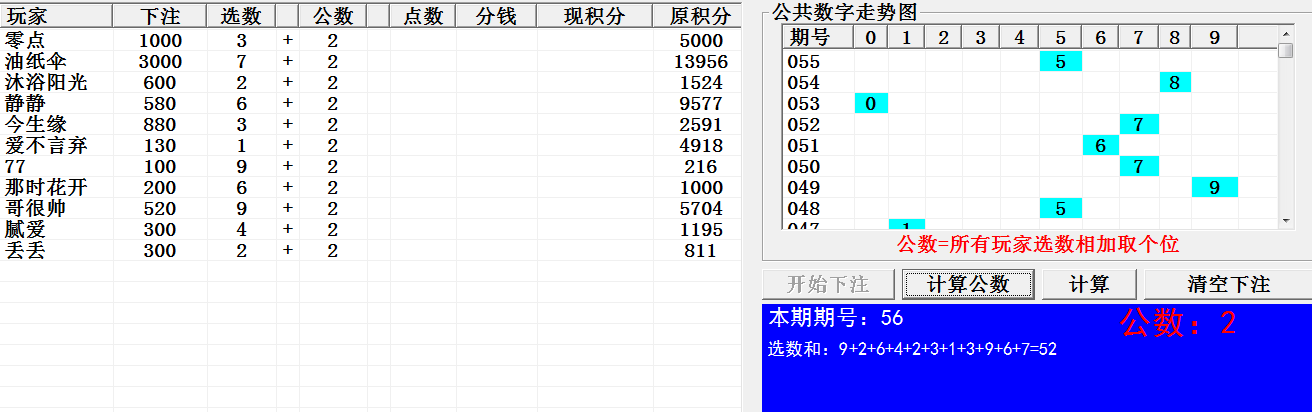 玩家 下注 选数 公数 点数 分钱 现积分 原积分
零点 1000 3 + 2 5000
油纸伞 3000 7 + 2 13956
沐浴阳光 600 2 + 2 1524
静静 580 6 + 2 9577
今生缘 880 3 + 2 2591
爱不言弃 130 1 + 2 4918
77 100 9 + 2 216
那时花开 200 6 + 2 1000
哥很帅 520 9 + 2 5704
腻爱 300 4 + 2 1195
丢丢 300 2 + 2 811
公共数字走势图
期号 0 1 2 3 4 5 6 7 8 9
055 5
054 8
053 0
052 7
051 6
050 7
049 9
048 5
047 1
公数=所有玩家选数相加取个位
开始下注 计算公数 计算 清空下注
本期期号：56 公数：2
选数和：9+2+6+4+2+3+1+3+9+6+7=52